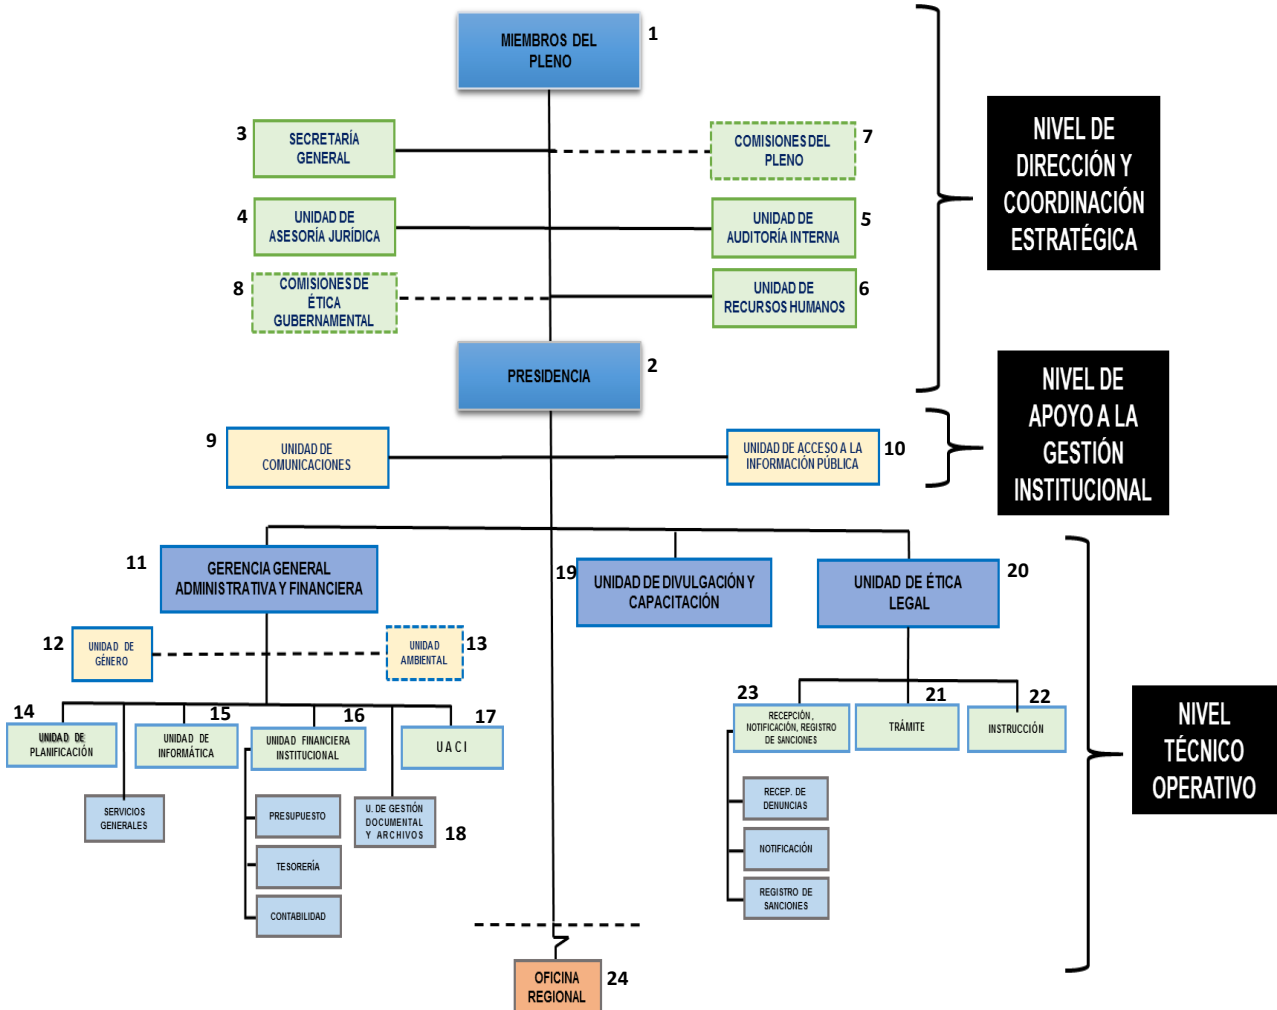 MIEMBROS DEL
PLENO
1
3
SECRETARÍA
GENERAL
COMISIONES DEL
PLENO
7
4
UNIDAD DE
ASESORÍA JURÍDICA
UNIDAD DE
AUDITORÍA INTERNA
5
8
COMISIONES DE
ÉTICA
GUBERNAMENTAL
UNIDAD DE
RECURSOS HUMANOS
6
PRESIDENCIA
2
NIVEL DE
DIRECCIÓN Y
COORDINACIÓN
ESTRATÉGICA
9
UNIDAD DE
COMUNICACIONES
UNIDAD DE ACCESO A LA
INFORMACIÓN PÚBLICA
10
NIVEL DE
APOYO A LA
GESTIÓN
INSTITUCIONAL
11
GERENCIA GENERAL
ADMINISTRATIVA Y FINANCIERA
19
UNIDAD DE DIVULGACIÓN Y
CAPACITACIÓN
UNIDAD DE ÉTICA
LEGAL
20
12
UNIDAD DE
GÉNERO
UNIDAD
AMBIENTAL
13
14
UNIDAD DE
PLANIFICACIÓN
15
UNIDAD DE
INFORMÁTICA
16
UNIDAD FINANCIERA
INSTITUCIONAL
17
UACI
23
RECEPCIÓN,
NOTIFICACIÓN, REGISTRO
DE SANCIONES
21
TRÁMITE
22
INSTRUCCIÓN
SERVICIOS
GENERALES
PRESUPUESTO
TESORERÍA
CONTABILIDAD
U. DE GESTIÓN
DOCUMENTAL
Y ARCHIVOS
18
RECEP. DE
DENUNCIAS
NOTIFICACIÓN
REGISTRO DE
SANCIONES
NIVEL
TÉCNICO
OPERATIVO
OFICINA
REGIONAL
24